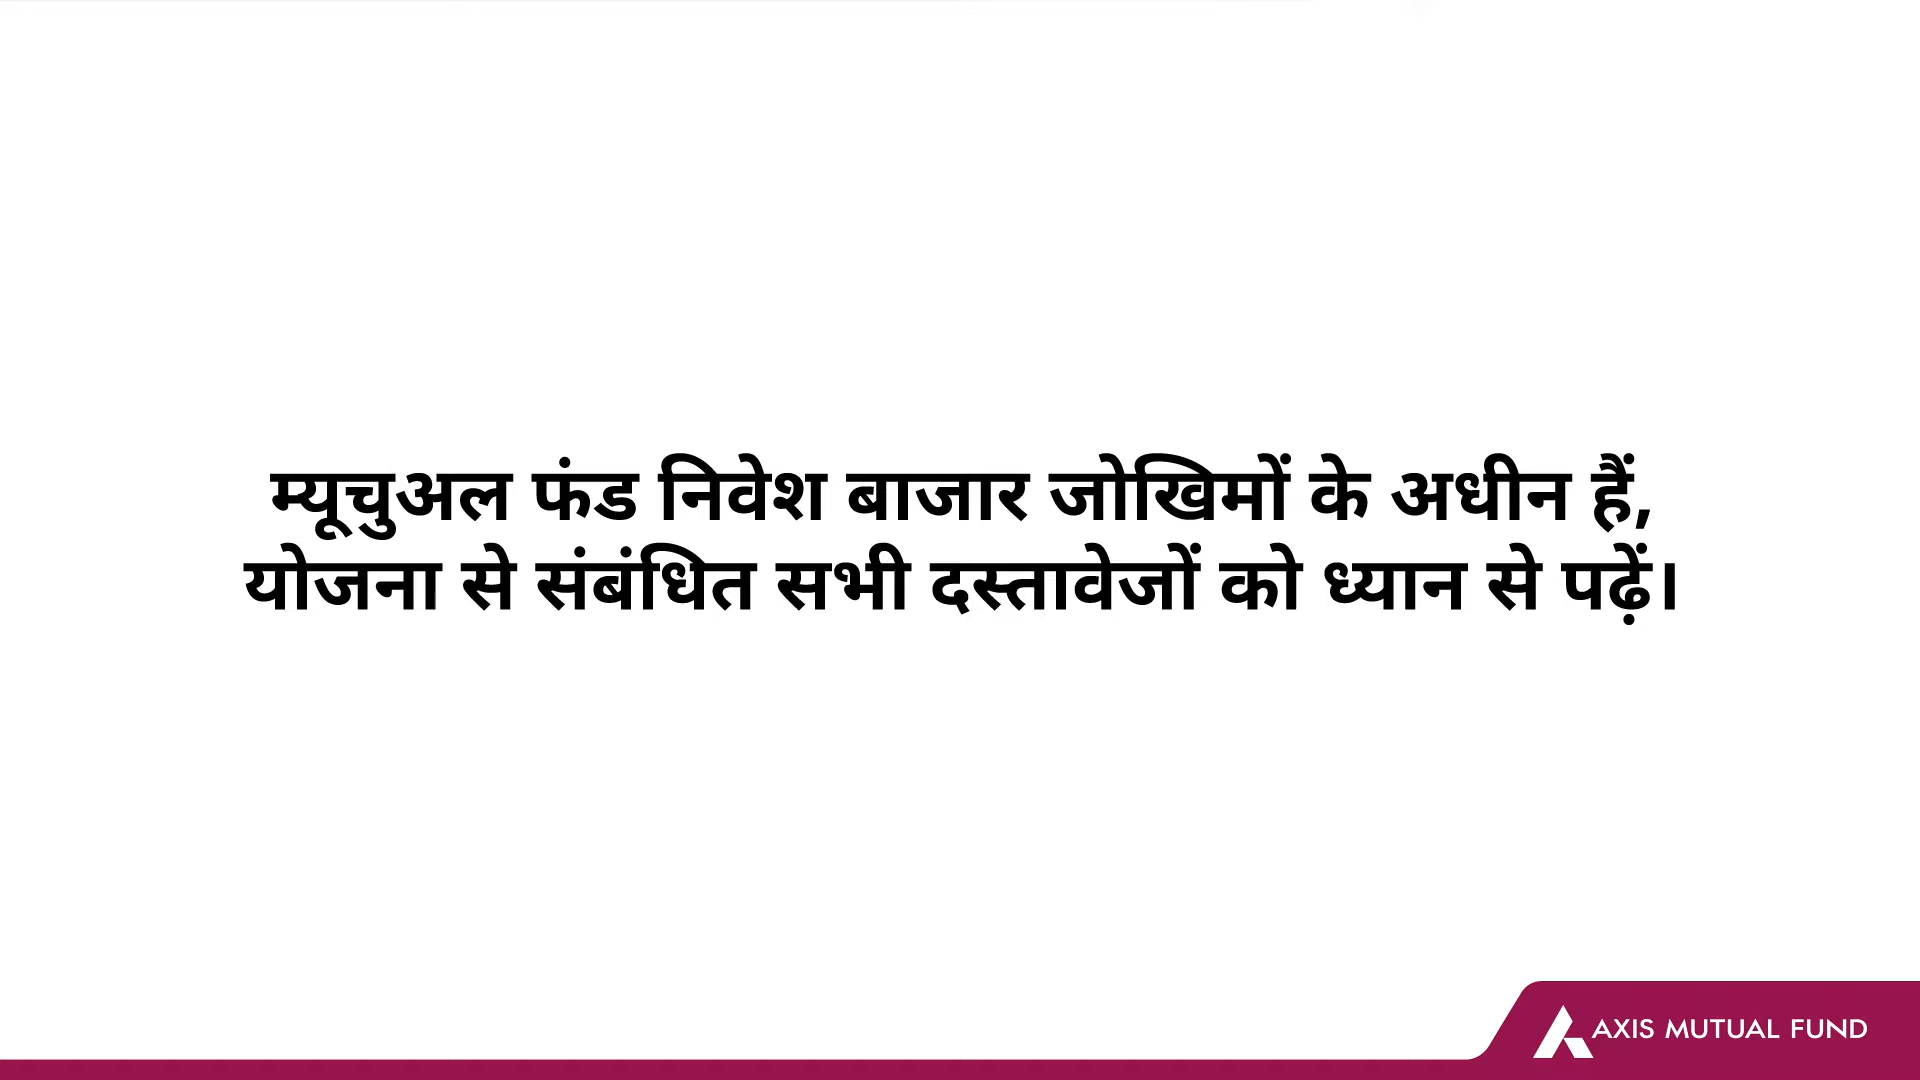 म्यूचुअल फंड निवेश बाजार जोखिमों के अधीन हैं,
योजना से संबंधित सभी दस्तावेजों को ध्यान से पढ़ें।
AXIS MUTUAL FUND